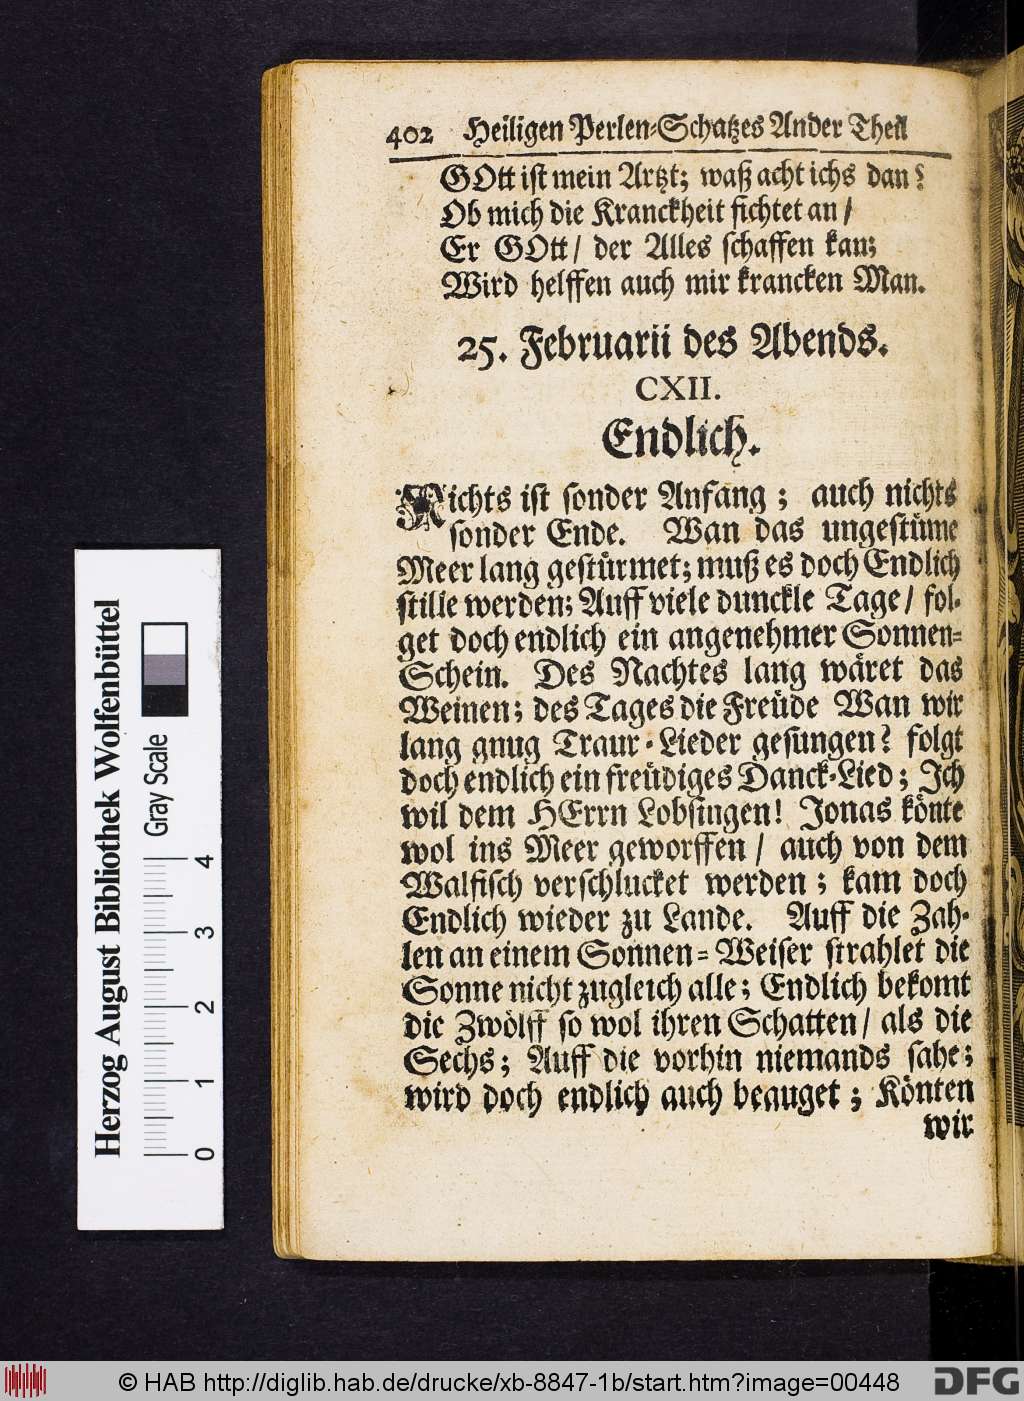 402 Heiligen Perlen-Schatzes Ander Theil
GOtt ist mein Artzt; waß acht ichs dan?
Ob mich die Kranckheit fichtet an /
Er GOtt / der Alles schaffen kan;
Wird helffen auch mir krancken Man.
25. Februarii des Abends.
CXII.
Endlich.
Nichts ist sonder Anfang; auch nichts
sonder Ende. Wan das ungestüme
Meer lang gestürmet; muß es doch Endlich
stille werden; Auff viele dunckle Tage / fol-
get doch endlich ein angenehmer Sonnen-
Schein. Des Nachtes lang wäret das
Weinen; des Tages die Freüde Wan wir
lang gnug Traur-Lieder gesungen? folgt
doch endlich ein freüdiges Danck-Lied; Ich
wil dem HErrn Lobsingen! Jonas könte
wol ins Meer geworffen / auch von dem
Walfisch verschlucket werden; kam doch
Endlich wieder zu Lande. Auff die Zah-
len an einem Sonnen-Weiser strahlet die
Sonne nicht zugleich alle; Endlich bekomt
die Zwölff so wol ihren Schatten / als die
Sechs; Auff die vorhin niemands sahe;
wird doch endlich auch beauget; Könten
wir
Herzog August Bibliothek Wolfenbüttel
Gray Scale
0 1 2 3 4
© HAB http://diglib.hab.de/drucke/xb-8847-1b/start.htm?image=00448
DFG